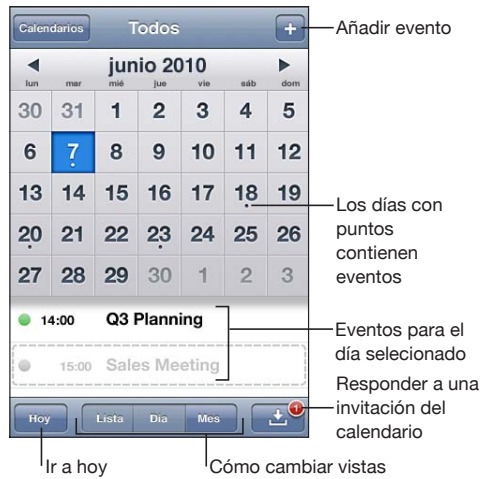 Calendarios Todos +
Añadir evento
junio 2010
lun mar mié jue vie sáb dom
30 31 1 2 3 4 5
6 7 8 9 10 11 12
13 14 15 16 17 18 19
20 21 22 23 24 25 26
27 28 29 30 1 2 3
Los días con
puntos
contienen
eventos
14:00 Q3 Planning
15:00 Sales Meeting
Eventos para el
día selecionado
Responder a una
invitación del
calendario
Hoy Lista Día Mes 1
Ir a hoy
Cómo cambiar vistas